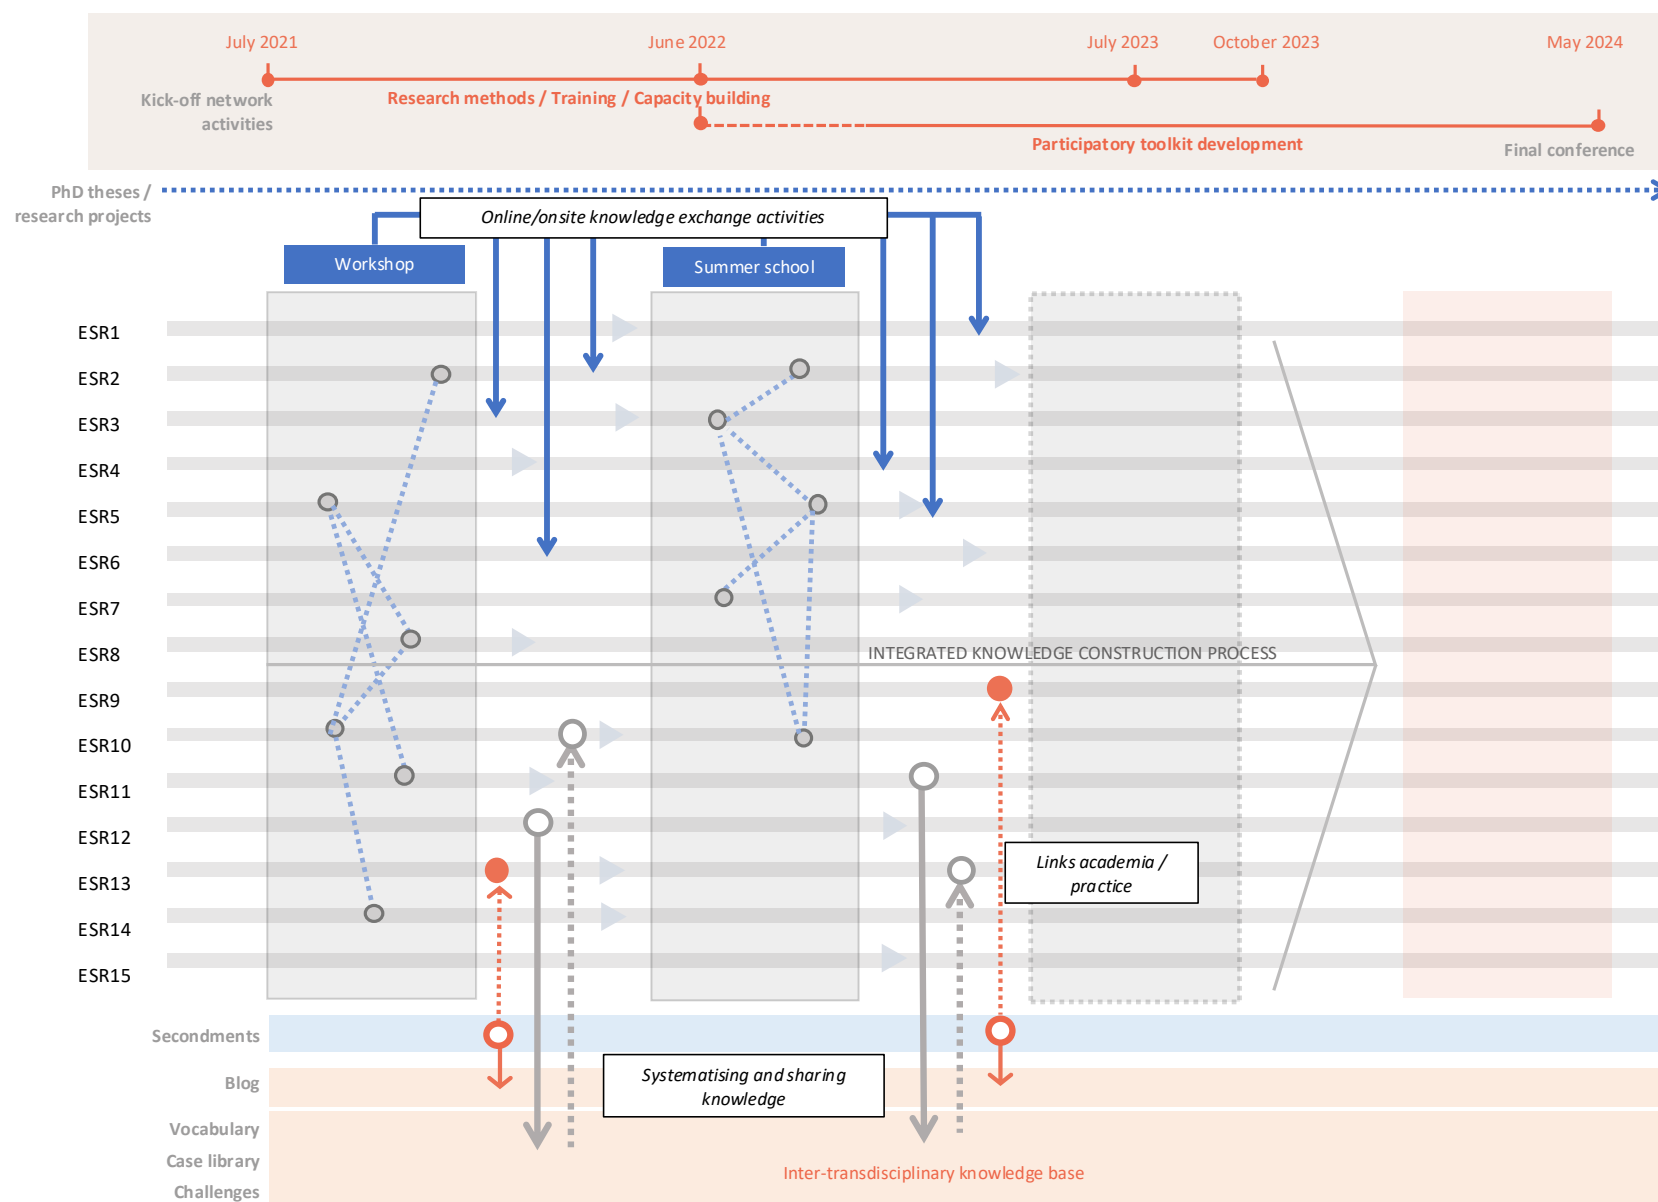 July 2021
June 2022
July 2023
October 2023
May 2024
Kick-off network
activities
Research methods / Training / Capacity building
Participatory toolkit development
Final conference
PhD theses /
research projects
Online/onsite knowledge exchange activities
Workshop
Summer school
ESR1
ESR2
ESR3
ESR4
ESR5
ESR6
ESR7
ESR8
INTEGRATED KNOWLEDGE CONSTRUCTION PROCESS
ESR9
ESR10
ESR11
ESR12
ESR13
Links academia /
practice
ESR14
ESR15
Secondments
Blog
Systematising and sharing
knowledge
Vocabulary
Case library
Challenges
Inter-transdisciplinary knowledge base